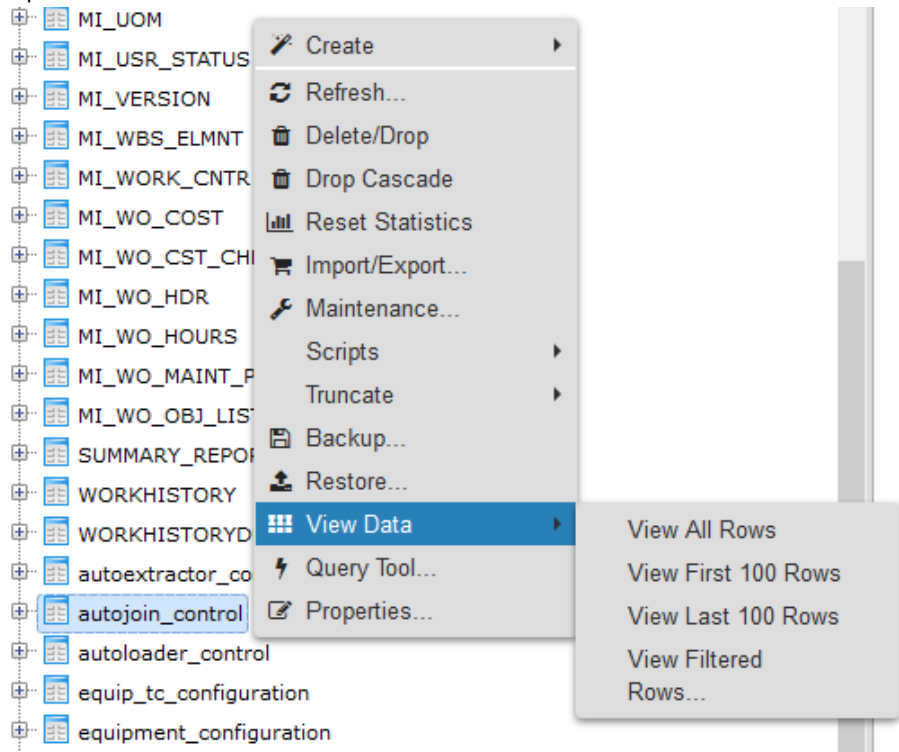 MI_UOM
MI_USR_STATUS
MI_VERSION
MI_WBS_ELMNT
MI_WORK_CNTR
MI_WO_COST
MI_WO_CST_CH
MI_WO_HDR
MI_WO_HOURS
MI_WO_MAINT_P
MI_WO_OBJ_LIS
SUMMARY_REPO
WORKHISTORY
WORKHISTORYD
autoextractor_co
autojoin_control
autoloader_control
equip_tc_configuration
equipment_configuration
Create
Refresh...
Delete/Drop
Drop Cascade
Reset Statistics
Import/Export...
Maintenance...
Scripts
Truncate
Backup...
Restore...
View Data
Query Tool...
Properties...
View All Rows
View First 100 Rows
View Last 100 Rows
View Filtered
Rows...